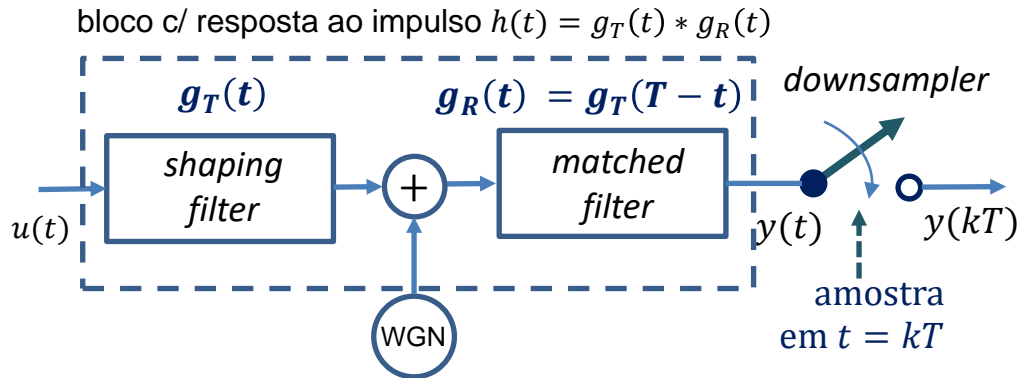 bloco c/ resposta ao impulso h(t) = g_T(t) * g_R(t)
g_T(t)
g_R(t) = g_T(T − t)
downsampler
shaping
filter
+
matched
filter
u(t)
y(t)
y(kT)
WGN
amostra
em t = kT